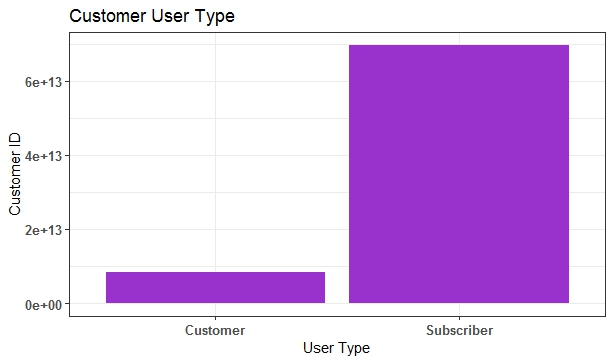 Customer User Type
Customer ID
6e+13
4e+13
2e+13
0e+00
Customer
Subscriber
User Type